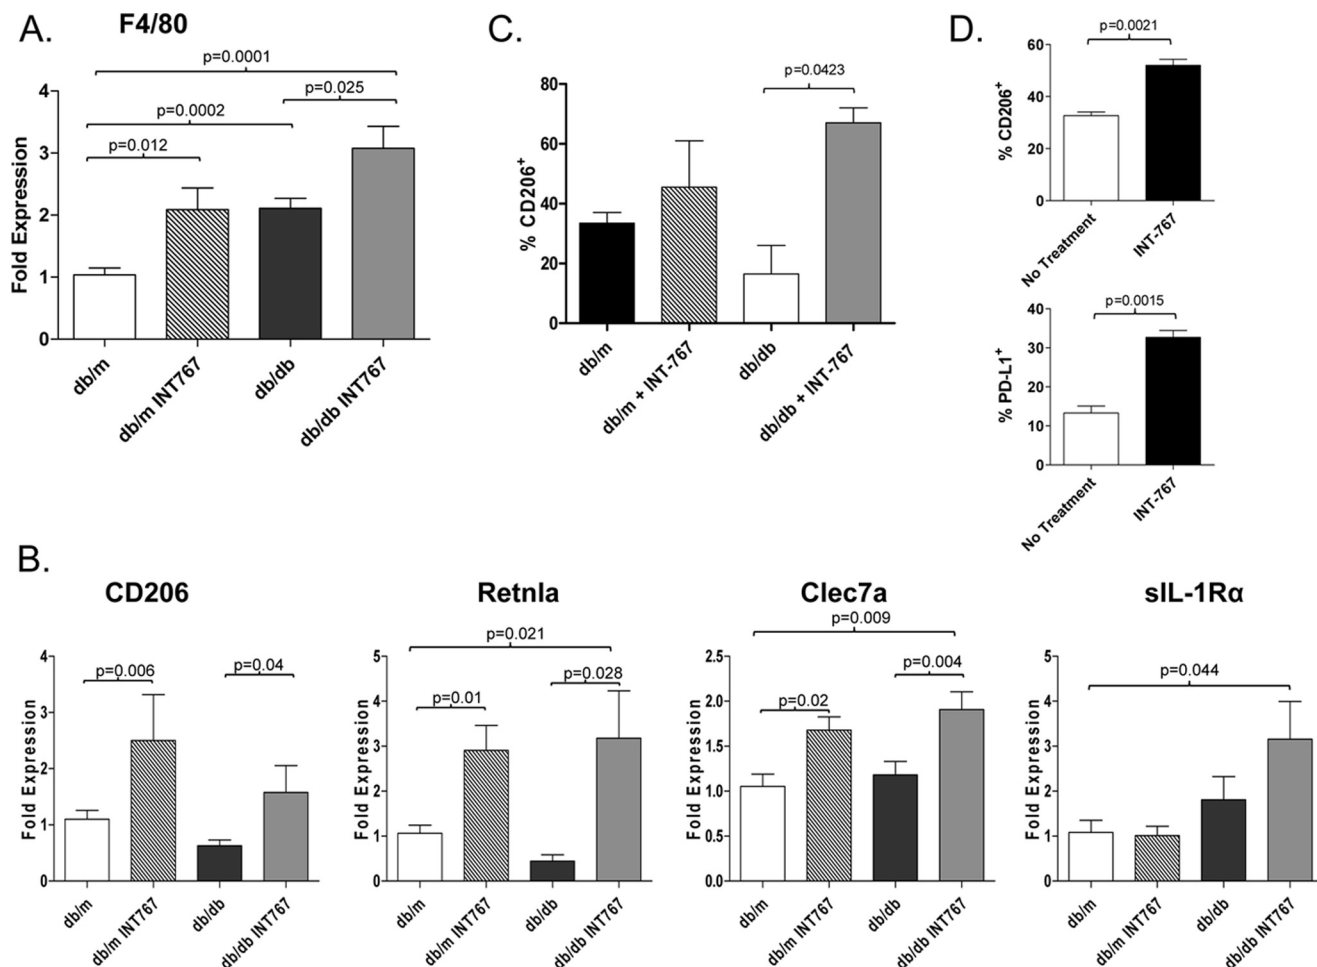 A.
F4/80
p=0.0001
p=0.025
p=0.0002
p=0.012
Fold Expression
4
3
2
1
0
db/m
db/m INT767
db/db
db/db INT767
C.
p=0.0423
% CD206+
80
60
40
20
0
db/m
db/m + INT-767
db/db
db/db + INT-767
D.
p=0.0021
% CD206+
60
40
20
0
No Treatment
INT-767
p=0.0015
% PD-L1+
40
30
20
10
0
No Treatment
INT-767
B.
CD206
p=0.006
p=0.04
Fold Expression
4
3
2
1
0
db/m
db/m INT767
db/db
db/db INT767
Retnla
p=0.021
p=0.028
p=0.01
Fold Expression
5
4
3
2
1
0
db/m
db/m INT767
db/db
db/db INT767
Clec7a
p=0.009
p=0.004
p=0.02
Fold Expression
2.5
2.0
1.5
1.0
0.5
0.0
db/m
db/m INT767
db/db
db/db INT767
sIL-1Rα
p=0.044
Fold Expression
5
4
3
2
1
0
db/m
db/m INT767
db/db
db/db INT767